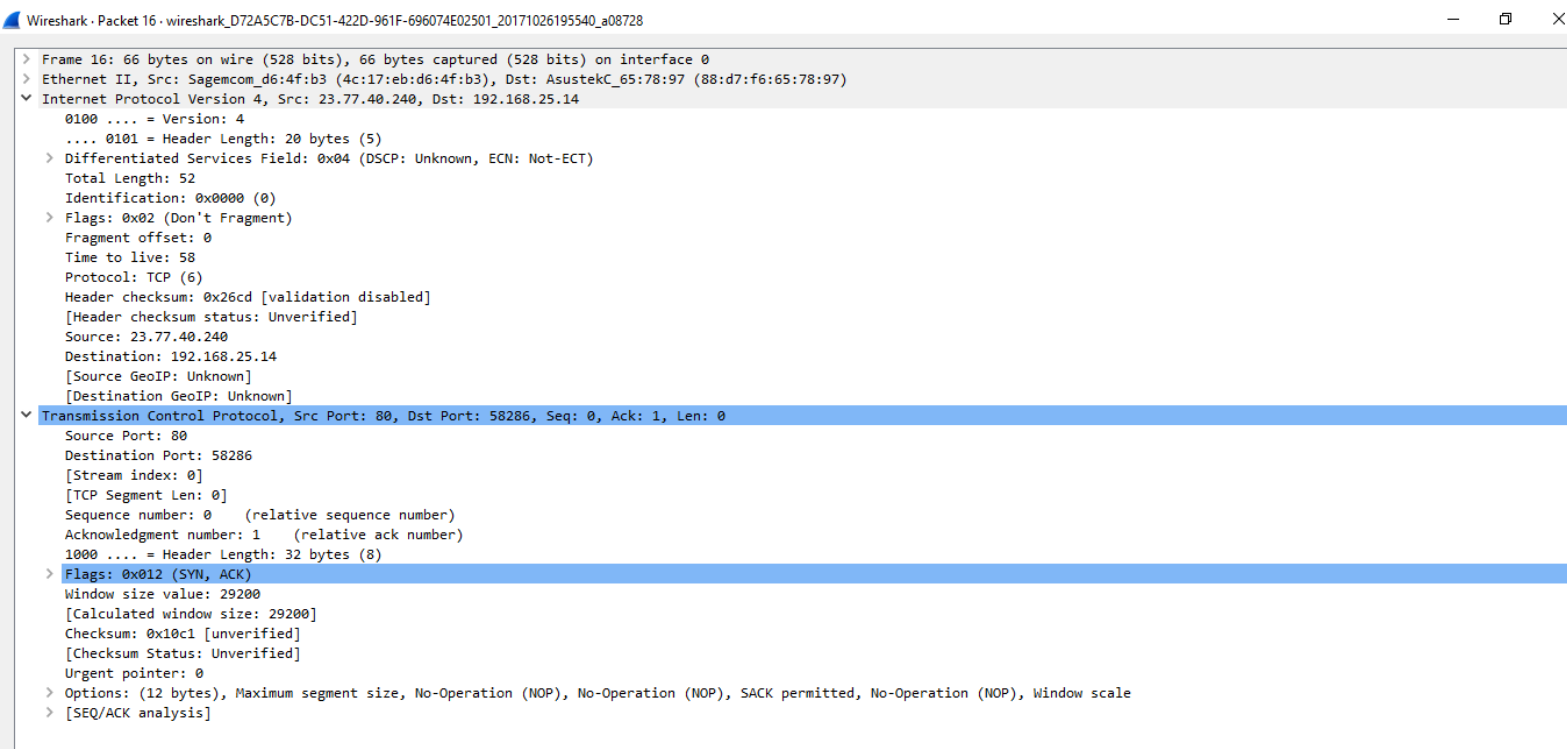 Wireshark · Packet 16 · wireshark_D72A5C7B-DC51-422D-961F-696074E02501_20171026195540_a08728
Frame 16: 66 bytes on wire (528 bits), 66 bytes captured (528 bits) on interface 0
Ethernet II, Src: Sagemcom_d6:4f:b3 (4c:17:eb:d6:4f:b3), Dst: AsustekC_65:78:97 (88:d7:f6:65:78:97)
Internet Protocol Version 4, Src: 23.77.40.240, Dst: 192.168.25.14
0100 .... = Version: 4
.... 0101 = Header Length: 20 bytes (5)
Differentiated Services Field: 0x04 (DSCP: Unknown, ECN: Not-ECT)
Total Length: 52
Identification: 0x0000 (0)
Flags: 0x02 (Don't Fragment)
Fragment offset: 0
Time to live: 58
Protocol: TCP (6)
Header checksum: 0x26cd [validation disabled]
[Header checksum status: Unverified]
Source: 23.77.40.240
Destination: 192.168.25.14
[Source GeoIP: Unknown]
[Destination GeoIP: Unknown]
Transmission Control Protocol, Src Port: 80, Dst Port: 58286, Seq: 0, Ack: 1, Len: 0
Source Port: 80
Destination Port: 58286
[Stream index: 0]
[TCP Segment Len: 0]
Sequence number: 0    (relative sequence number)
Acknowledgment number: 1    (relative ack number)
1000 .... = Header Length: 32 bytes (8)
Flags: 0x012 (SYN, ACK)
Window size value: 29200
[Calculated window size: 29200]
Checksum: 0x10c1 [unverified]
[Checksum Status: Unverified]
Urgent pointer: 0
Options: (12 bytes), Maximum segment size, No-Operation (NOP), No-Operation (NOP), SACK permitted, No-Operation (NOP), Window scale
[SEQ/ACK analysis]